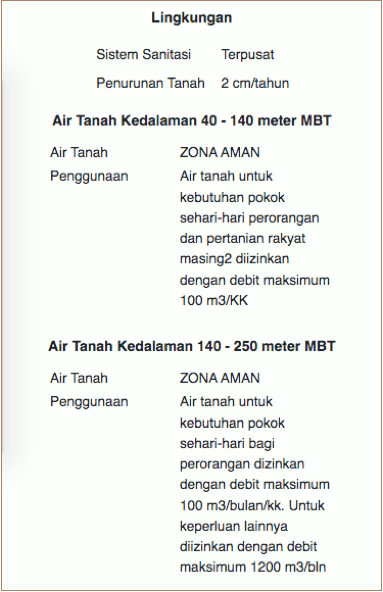 Lingkungan
Sistem Sanitasi Terpusat
Penurunan Tanah 2 cm/tahun
Air Tanah Kedalaman 40 - 140 meter MBT
Air Tanah ZONA AMAN
Penggunaan Air tanah untuk
kebutuhan pokok
sehari-hari perorangan
dan pertanian rakyat
masing2 diizinkan
dengan debit maksimum
100 m3/KK
Air Tanah Kedalaman 140 - 250 meter MBT
Air Tanah ZONA AMAN
Penggunaan Air tanah untuk
kebutuhan pokok
sehari-hari bagi
perorangan dizinkan
dengan debit maksimum
100 m3/bulan/kk. Untuk
keperluan lainnya
diizinkan dengan debit
maksimum 1200 m3/bln